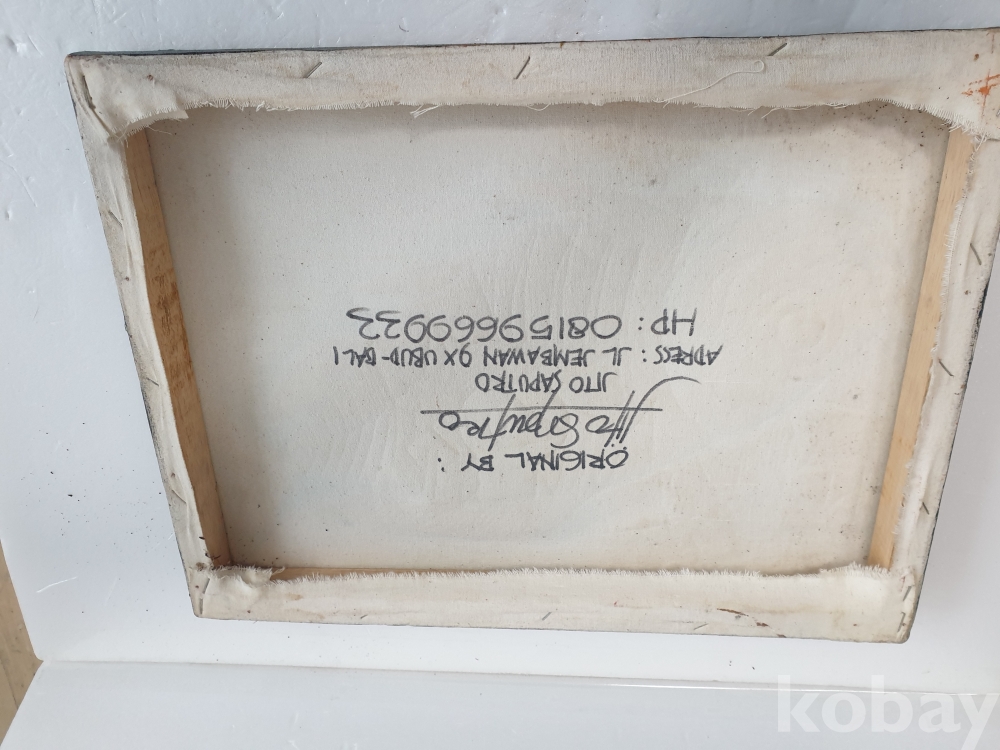 ORIGINAL BY :
Jito Saputro
JITO SAPUTRO
ADRESS : JL JEMBAWAN 9X UBUD-BALI
HP : 08159669933
kobay